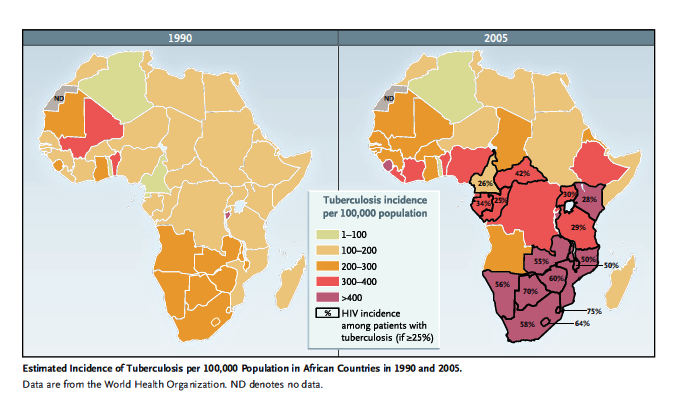 1990
2005
ND
ND
42%
26%
30%
28%
34%
25%
29%
50%
50%
55%
60%
56%
70%
75%
58%
64%
Tuberculosis incidence
per 100,000 population
1–100
100–200
200–300
300–400
>400
% HIV incidence
among patients with
tuberculosis (if ≥25%)
Estimated Incidence of Tuberculosis per 100,000 Population in African Countries in 1990 and 2005.
Data are from the World Health Organization. ND denotes no data.